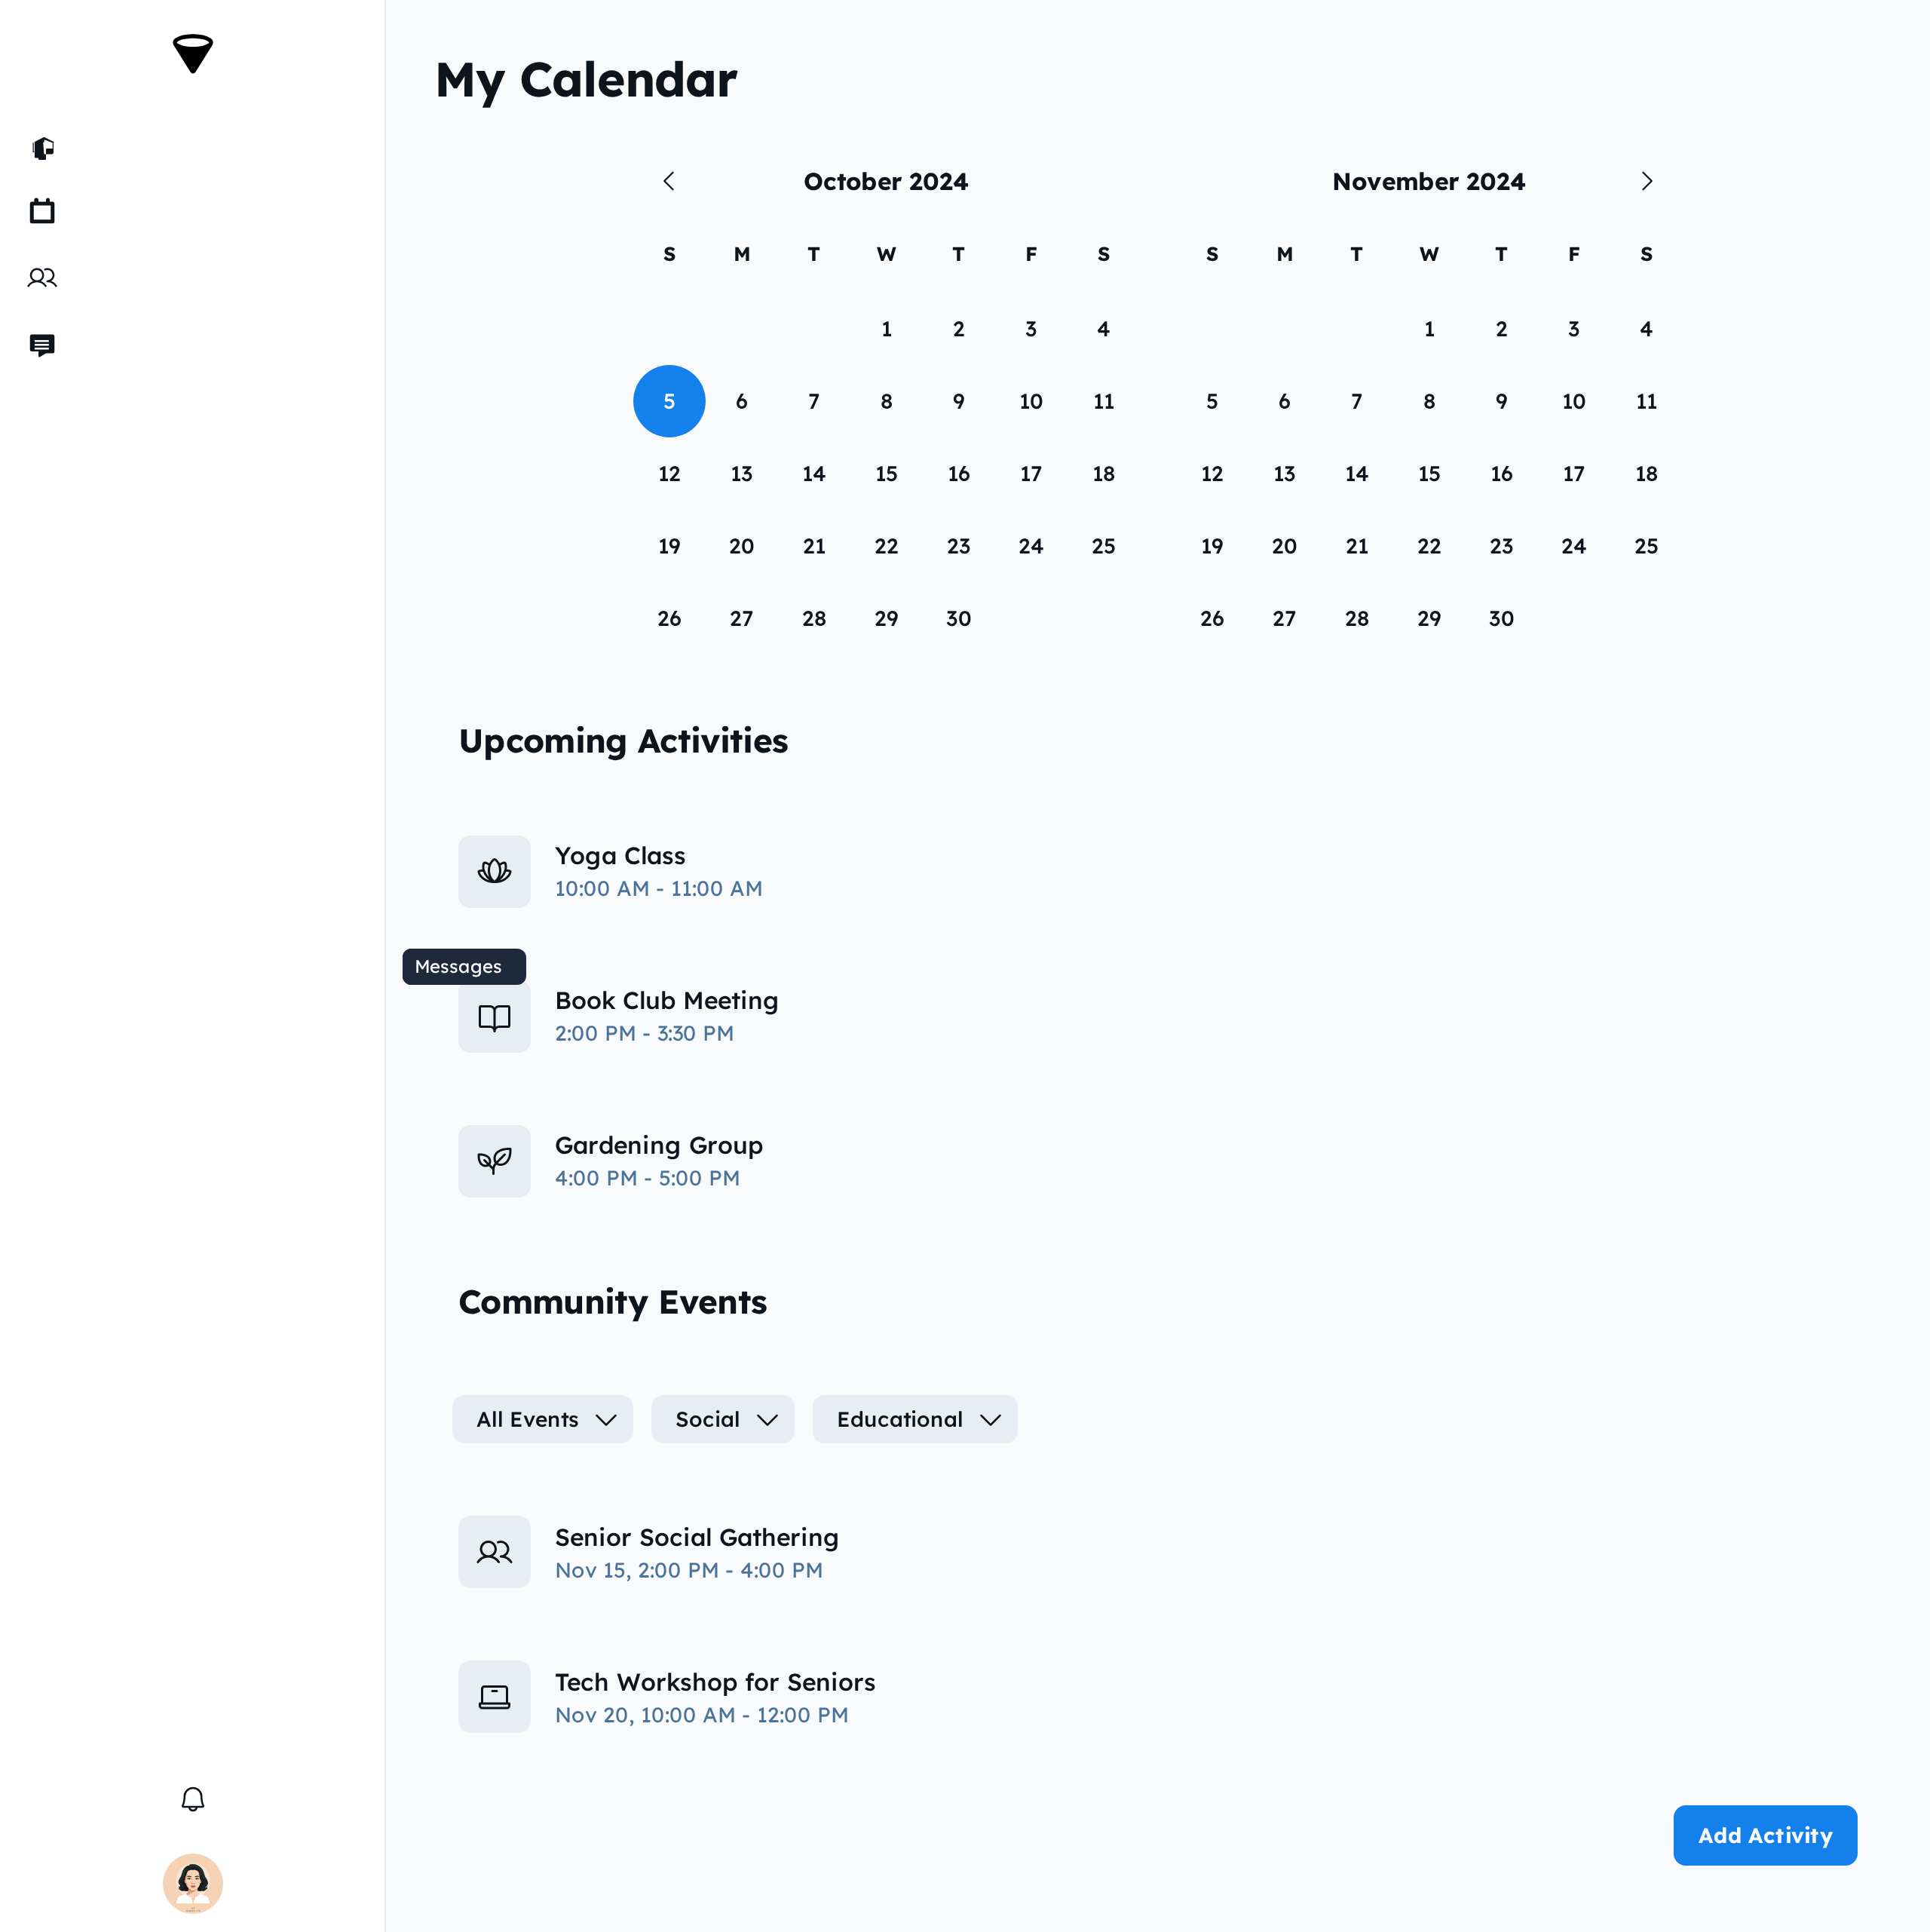 My Calendar
October 2024
November 2024
S M T W T F S
S M T W T F S
1 2 3 4
1 2 3 4
5 6 7 8 9 10 11
5 6 7 8 9 10 11
12 13 14 15 16 17 18
12 13 14 15 16 17 18
19 20 21 22 23 24 25
19 20 21 22 23 24 25
26 27 28 29 30
26 27 28 29 30
Upcoming Activities
Yoga Class
10:00 AM - 11:00 AM
Messages
Book Club Meeting
2:00 PM - 3:30 PM
Gardening Group
4:00 PM - 5:00 PM
Community Events
All Events
Social
Educational
Senior Social Gathering
Nov 15, 2:00 PM - 4:00 PM
Tech Workshop for Seniors
Nov 20, 10:00 AM - 12:00 PM
Add Activity